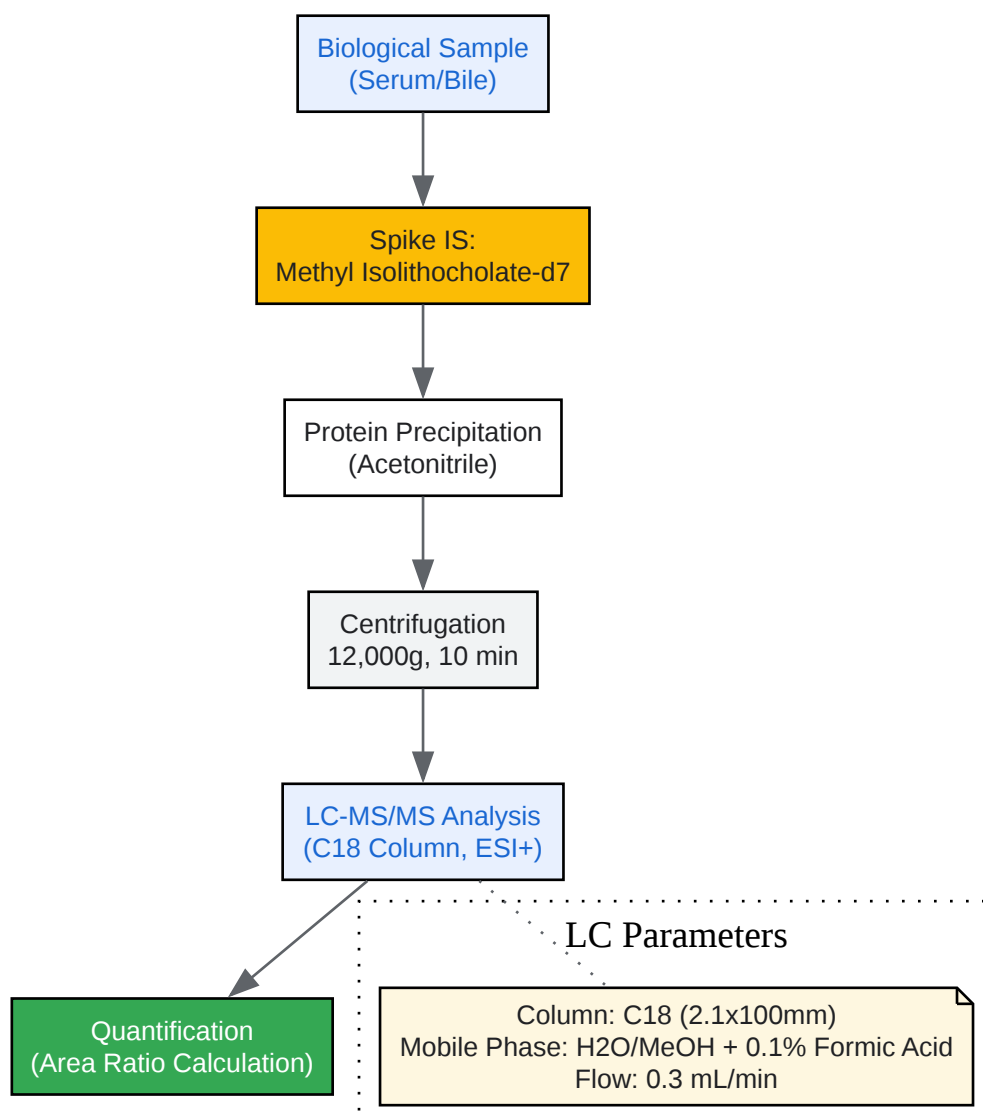 Biological Sample
(Serum/Bile)
Spike IS:
Methyl Isolithocholate-d7
Protein Precipitation
(Acetonitrile)
Centrifugation
12,000g, 10 min
LC-MS/MS Analysis
(C18 Column, ESI+)
LC Parameters
Quantification
(Area Ratio Calculation)
Column: C18 (2.1x100mm)
Mobile Phase: H2O/MeOH + 0.1% Formic Acid
Flow: 0.3 mL/min